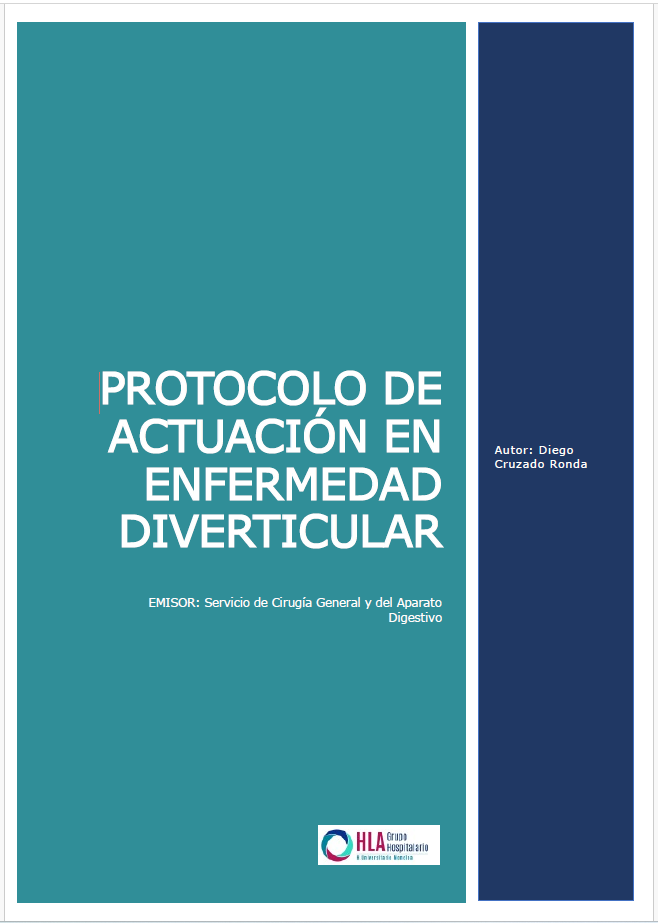 PROTOCOLO DE
ACTUACIÓN EN
ENFERMEDAD
DIVERTICULAR
EMISOR: Servicio de Cirugía General y del Aparato
Digestivo
Autor: Diego
Cruzado Ronda
HLA Grupo
Hospitalario